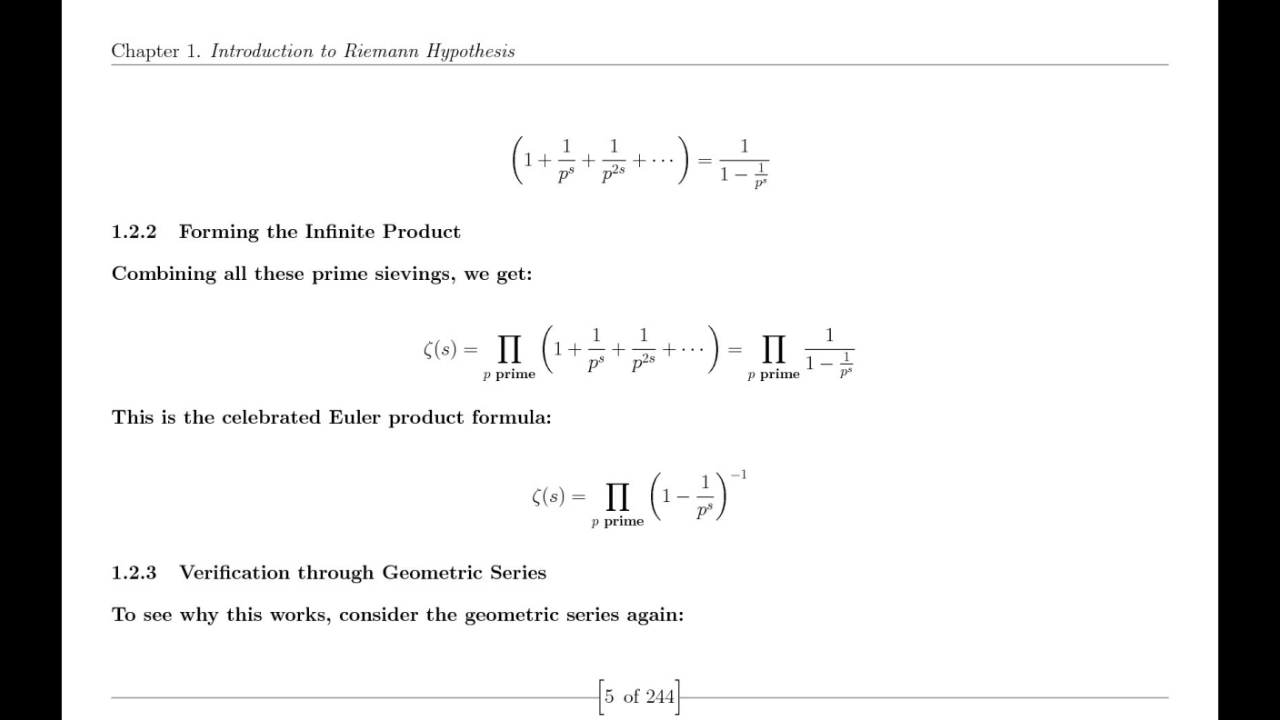 Chapter 1. Introduction to Riemann Hypothesis
(1 + 1/p^s + 1/p^{2s} + ⋯) = 1/(1 − 1/p^s)
1.2.2 Forming the Infinite Product
Combining all these prime sievings, we get:
ζ(s) = ∏_{p prime} (1 + 1/p^s + 1/p^{2s} + ⋯) = ∏_{p prime} 1/(1 − 1/p^s)
This is the celebrated Euler product formula:
ζ(s) = ∏_{p prime} (1 − 1/p^s)^{−1}
1.2.3 Verification through Geometric Series
To see why this works, consider the geometric series again:
[5 of 244]